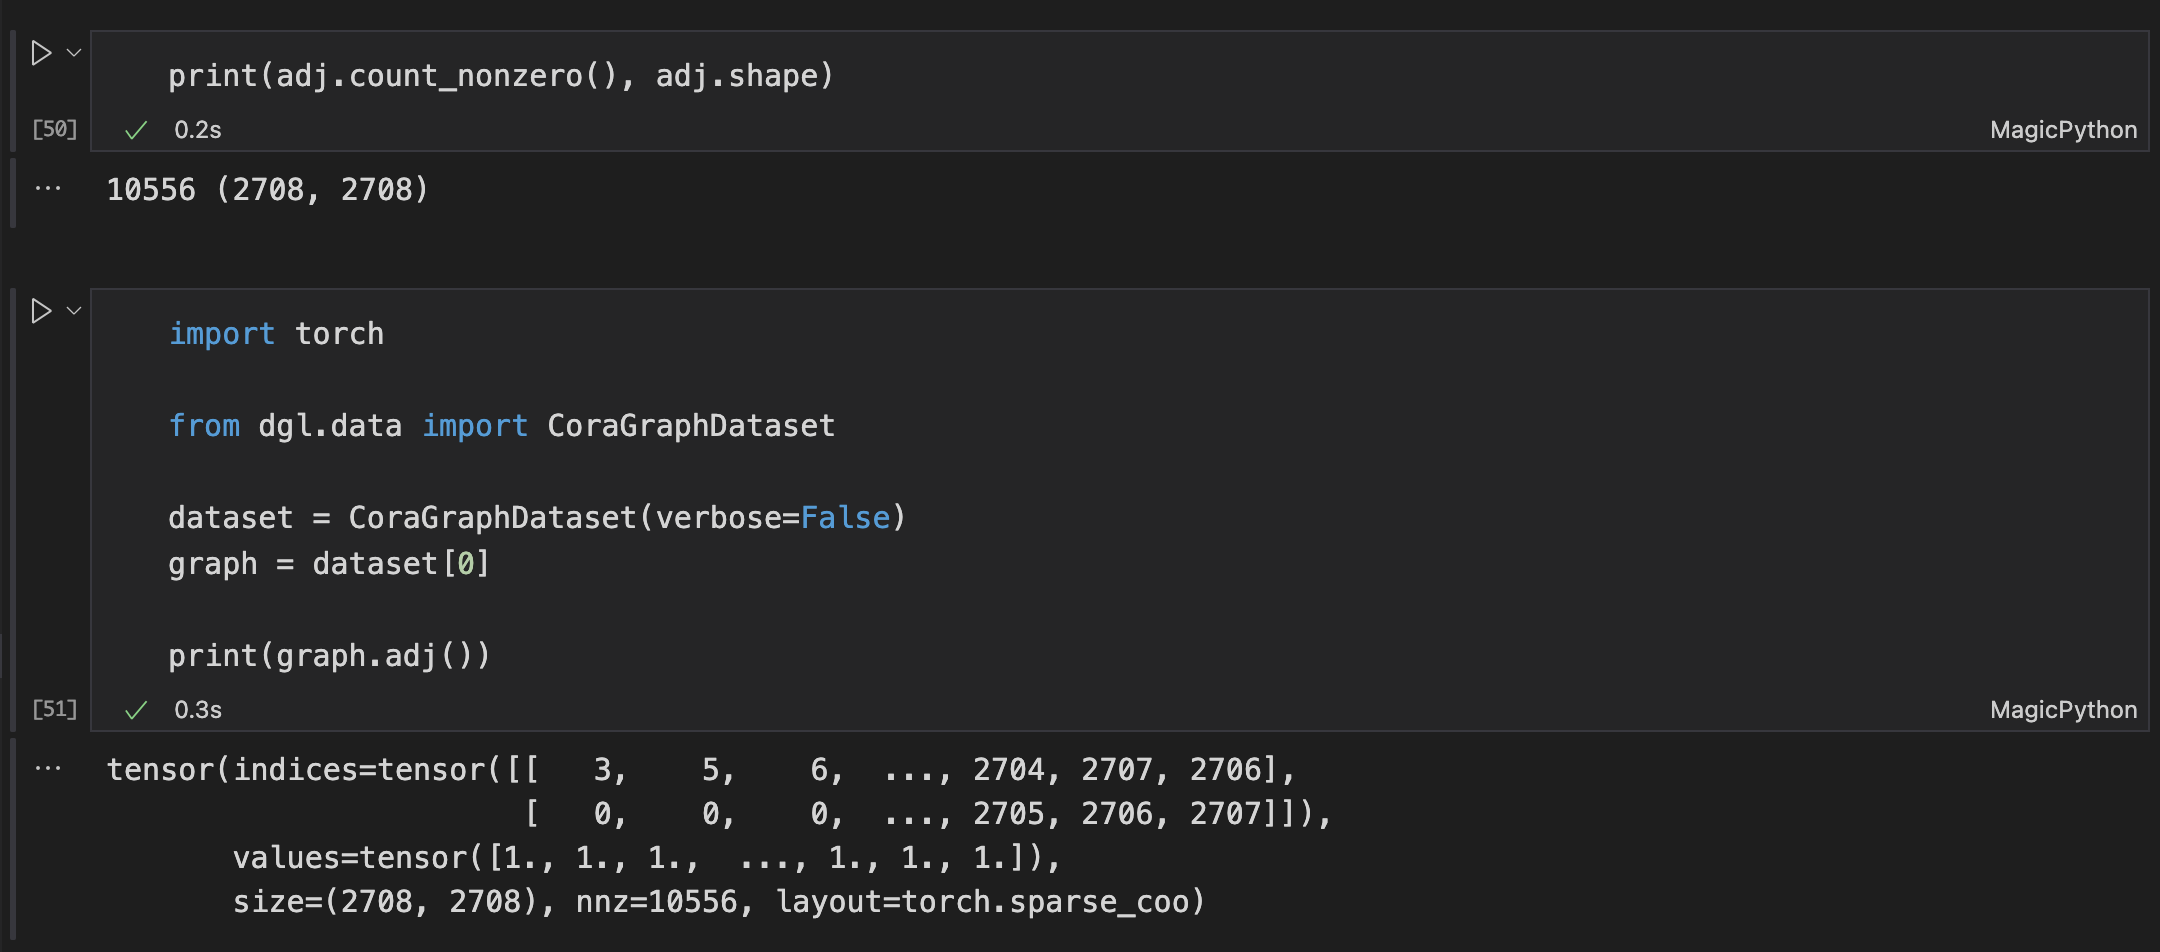 print(adj.count_nonzero(), adj.shape)
[50] 0.2s MagicPython
... 10556 (2708, 2708)
import torch
from dgl.data import CoraGraphDataset
dataset = CoraGraphDataset(verbose=False)
graph = dataset[0]
print(graph.adj())
[51] 0.3s MagicPython
... tensor(indices=tensor([[   3,    5,    6,  ..., 2704, 2707, 2706],
                       [   0,    0,    0,  ..., 2705, 2706, 2707]]),
       values=tensor([1., 1., 1.,  ..., 1., 1., 1.]),
       size=(2708, 2708), nnz=10556, layout=torch.sparse_coo)